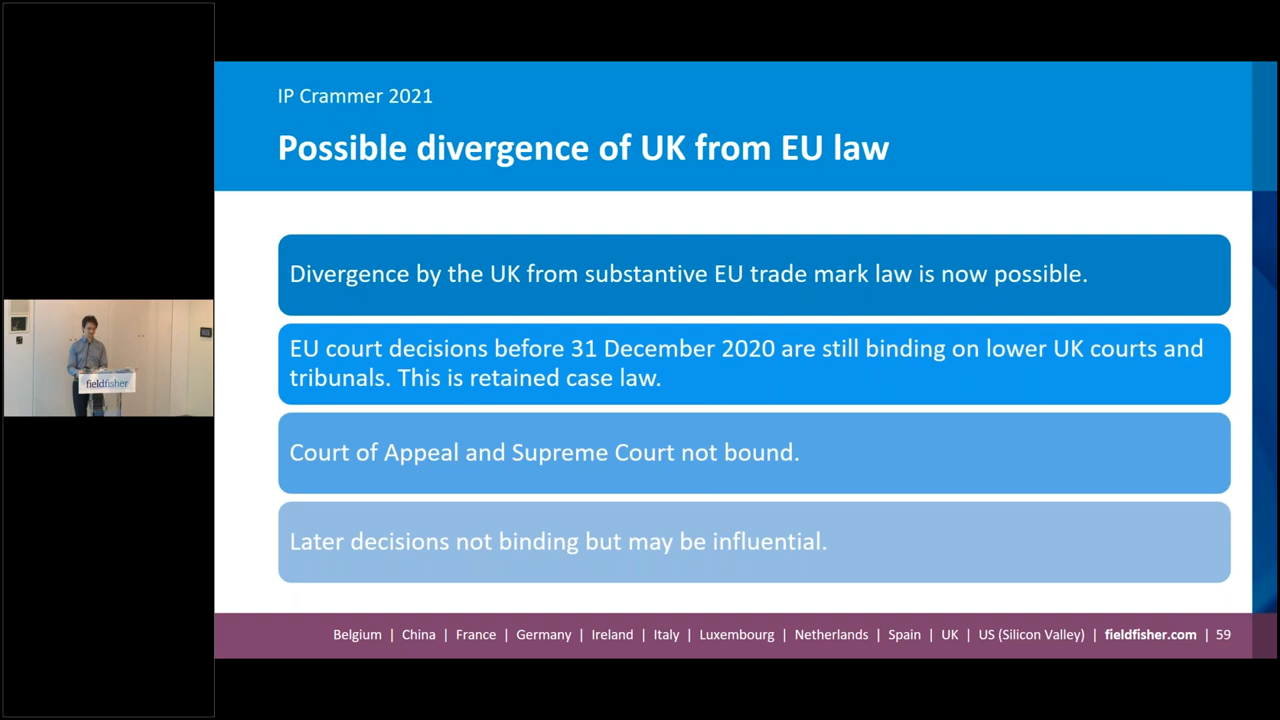 IP Crammer 2021
Possible divergence of UK from EU law
Divergence by the UK from substantive EU trade mark law is now possible.
EU court decisions before 31 December 2020 are still binding on lower UK courts and
tribunals. This is retained case law.
Court of Appeal and Supreme Court not bound.
Later decisions not binding but may be influential.
fieldfisher
Belgium | China | France | Germany | Ireland | Italy | Luxembourg | Netherlands | Spain | UK | US (Silicon Valley) | fieldfisher.com | 59